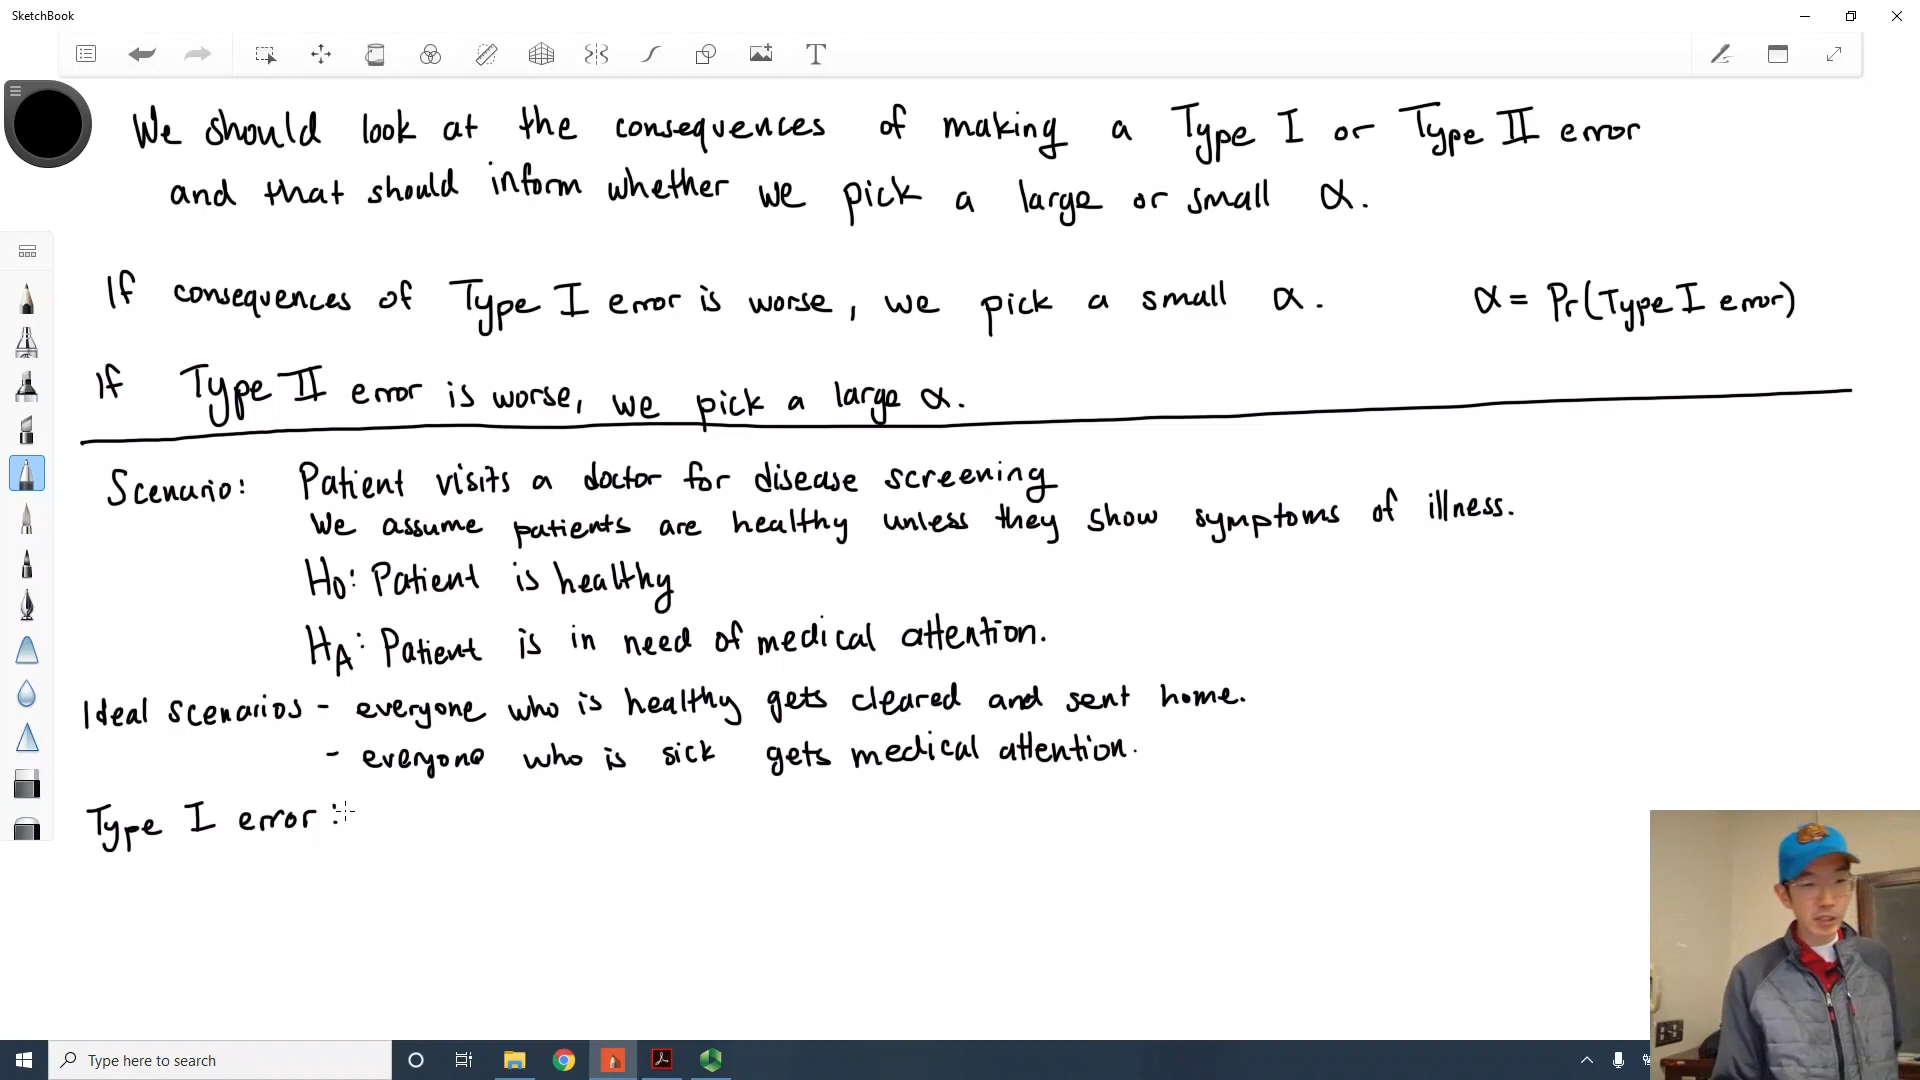 SketchBook
We should look at the consequences of making a Type I or Type II error
and that should inform whether we pick a large or small α.
If consequences of Type I error is worse, we pick a small α. α = Pr(Type I error)
If Type II error is worse, we pick a large α.
Scenario: Patient visits a doctor for disease screening
We assume patients are healthy unless they show symptoms of illness.
H0: Patient is healthy
HA: Patient is in need of medical attention.
Ideal Scenarios - everyone who is healthy gets cleared and sent home.
- everyone who is sick gets medical attention.
Type I error :
Type here to search